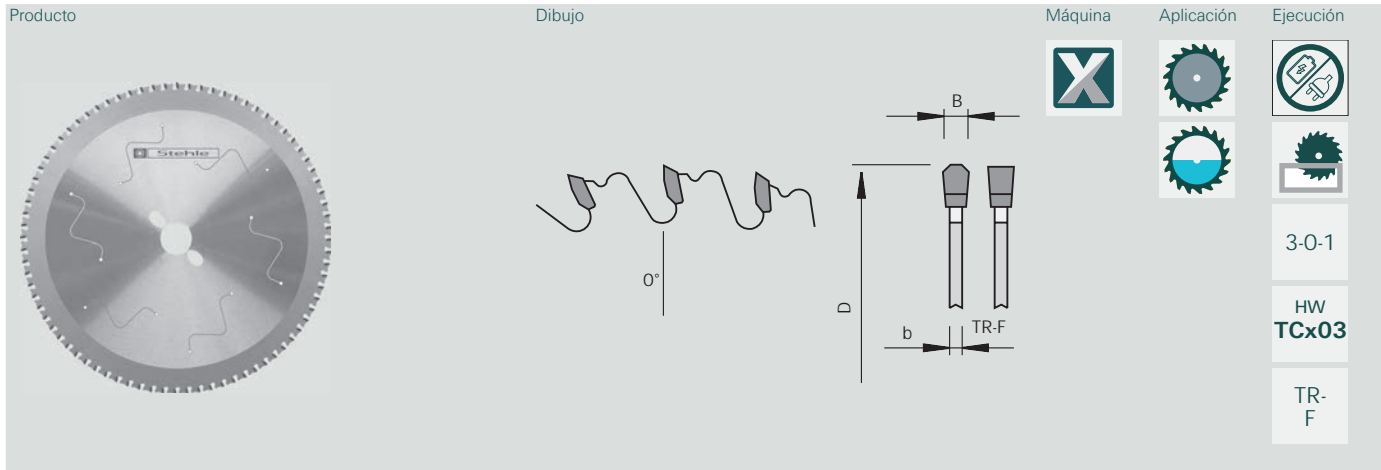 Producto
Dibujo
Máquina
Aplicación
Ejecución
Stehle
B
0°
D
b
TR-F
3-0-1
HW
TCx03
TR-
F